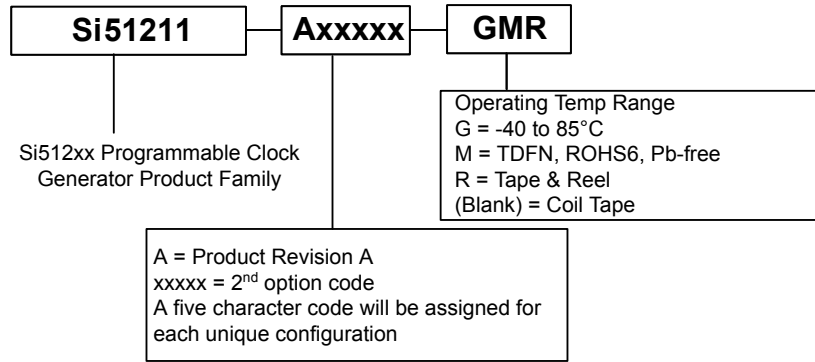 Si51211 Axxxxx GMR
Si512xx Programmable Clock
Generator Product Family
Operating Temp Range
G = -40 to 85°C
M = TDFN, ROHS6, Pb-free
R = Tape & Reel
(Blank) = Coil Tape
A = Product Revision A
xxxxx = 2nd option code
A five character code will be assigned for
each unique configuration